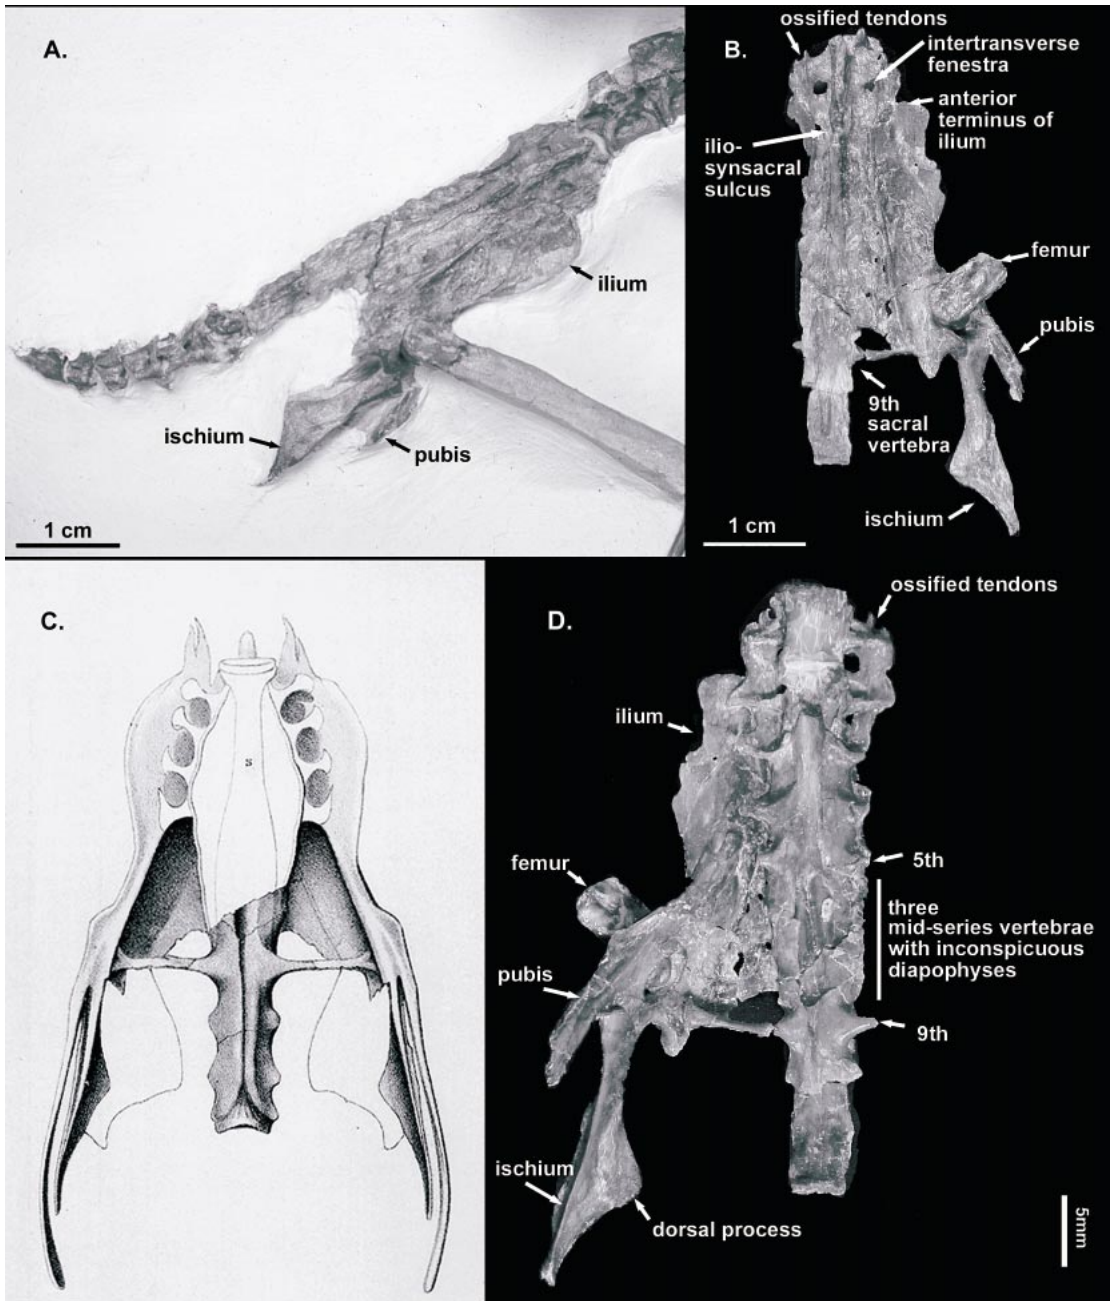 A.
ilium
ischium
pubis
1 cm
B.
ossified tendons
intertransverse
fenestra
anterior
terminus of
ilium
ilio-
synsacral
sulcus
femur
pubis
9th
sacral
vertebra
ischium
1 cm
C.
S
D.
ossified tendons
ilium
5th
femur
three
mid-series vertebrae
with inconspicuous
diapophyses
pubis
9th
ischium
dorsal process
5mm